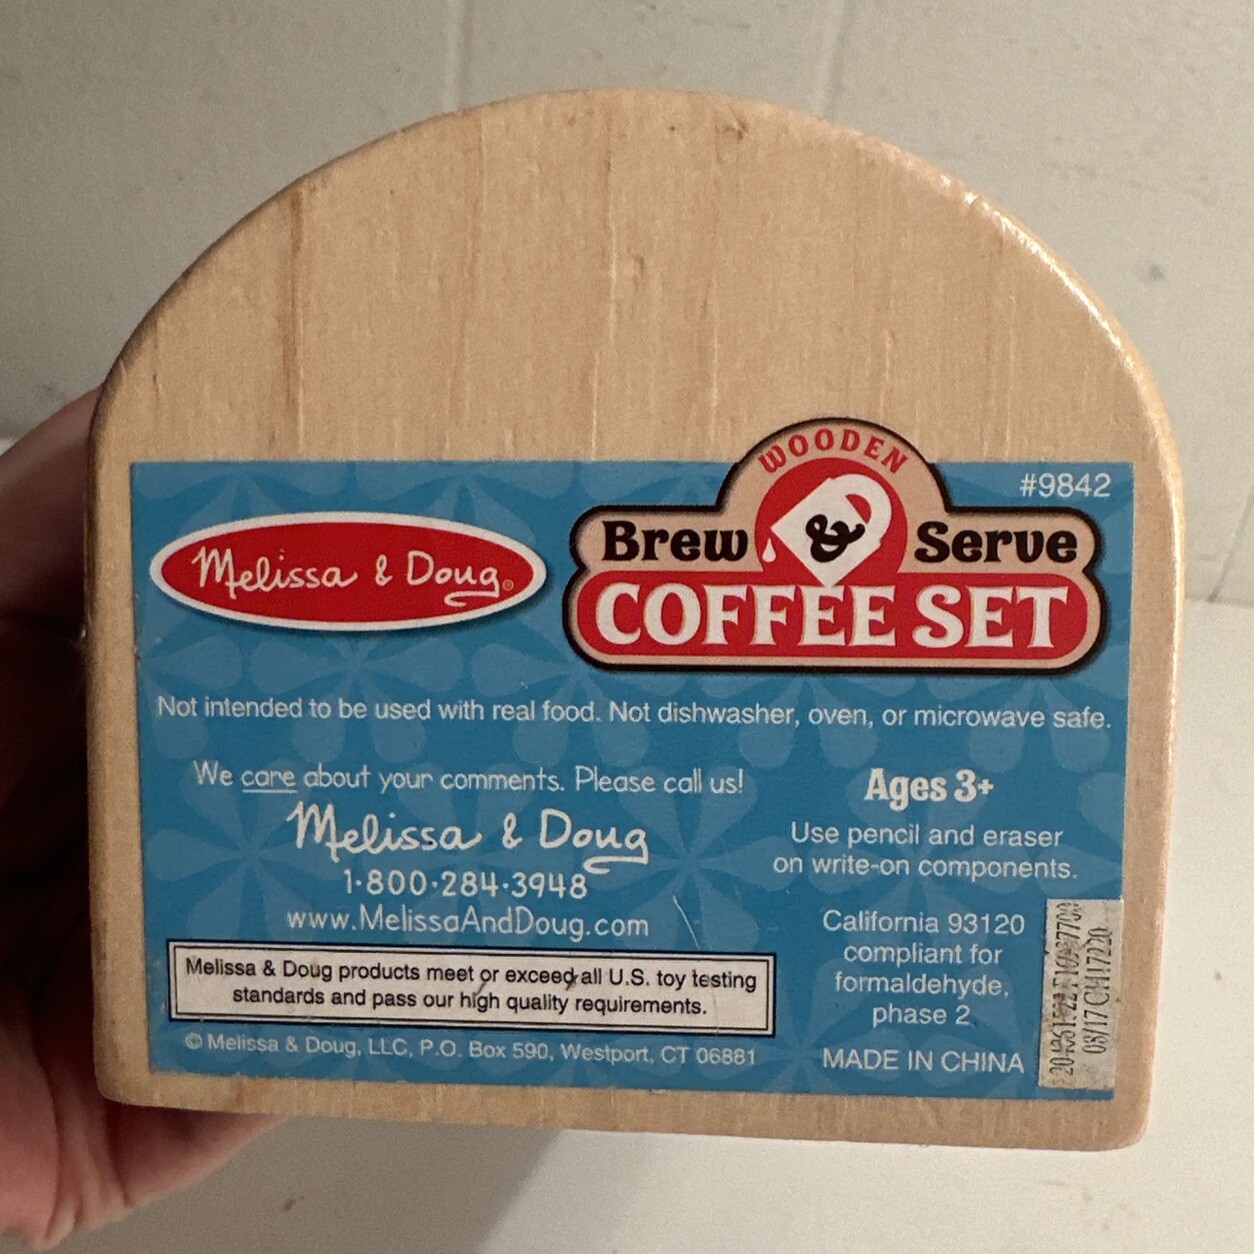 WOODEN
#9842
Melissa & Doug®
Brew & Serve
COFFEE SET
Not intended to be used with real food. Not dishwasher, oven, or microwave safe.
We care about your comments. Please call us!
Melissa & Doug
1-800-284-3948
www.MelissaAndDoug.com
Melissa & Doug products meet or exceed all U.S. toy testing
standards and pass our high quality requirements.
© Melissa & Doug, LLC, P.O. Box 590, Westport, CT 06881
Ages 3+
Use pencil and eraser
on write-on components.
California 93120
compliant for
formaldehyde,
phase 2
MADE IN CHINA
03/17CH17220